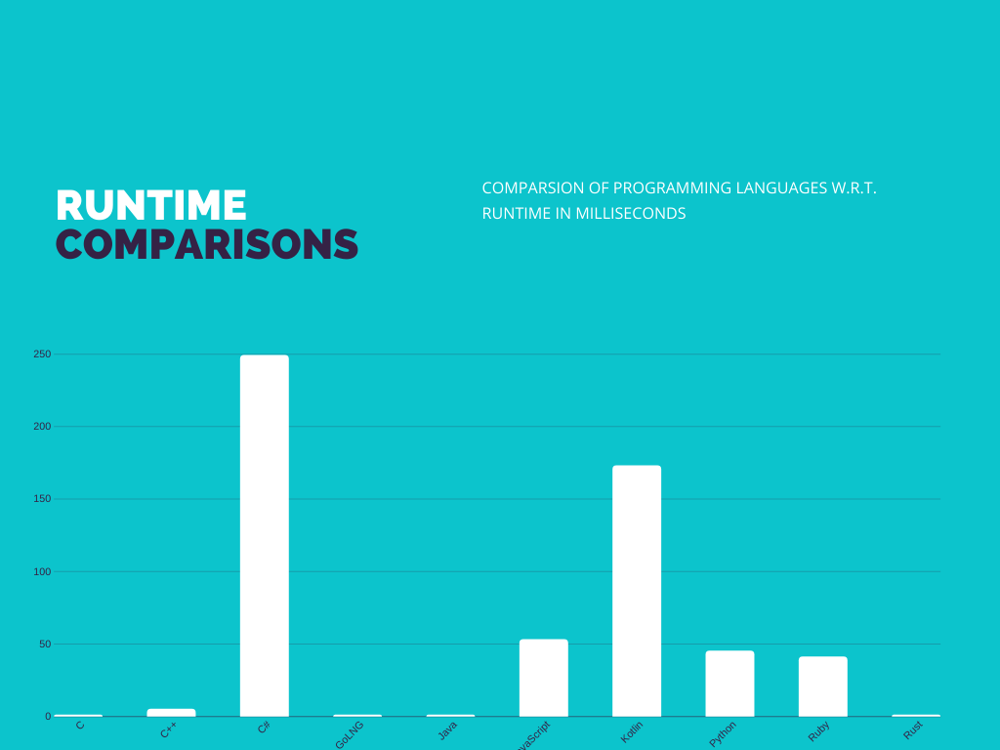 RUNTIME
COMPARISONS
COMPARSION OF PROGRAMMING LANGUAGES W.R.T.
RUNTIME IN MILLISECONDS
250
200
150
100
50
0
C
C++
C#
GoLNG
Java
vaScript
Kotlin
Python
Ruby
Rust